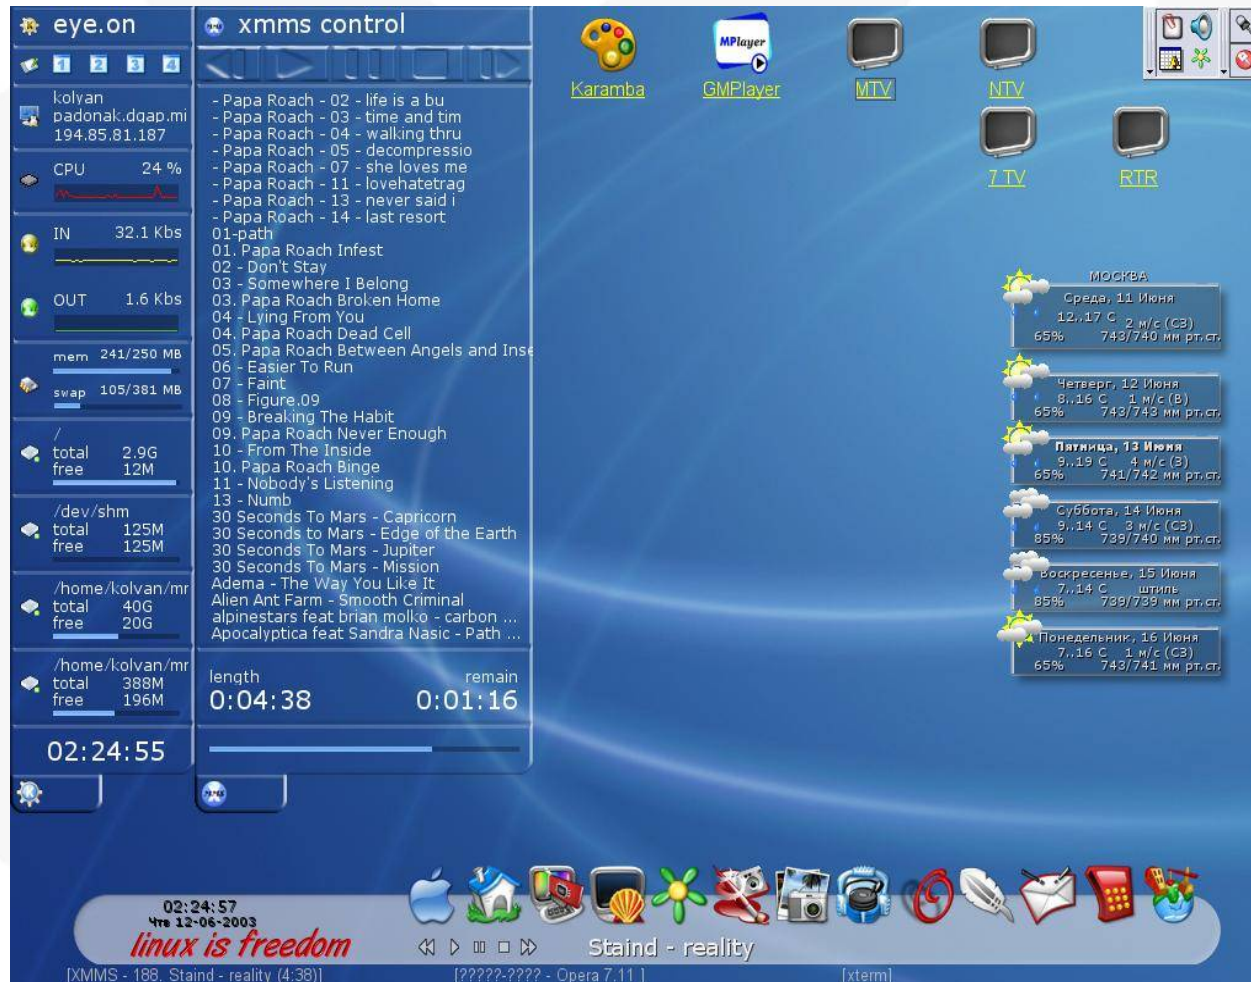 eye.on
1 2 3 4
kolyan
padonak.dgap.mi
194.85.81.187
CPU 24 %
IN 32.1 Kbs
OUT 1.6 Kbs
mem 241/250 MB
swap 105/381 MB
/
total 2.9G
free 12M
/dev/shm
total 125M
free 125M
/home/kolvan/mr
total 40G
free 20G
/home/kolvan/mr
total 388M
free 196M
02:24:55
xmms control
- Papa Roach - 02 - life is a bu
- Papa Roach - 03 - time and tim
- Papa Roach - 04 - walking thru
- Papa Roach - 05 - decompressio
- Papa Roach - 07 - she loves me
- Papa Roach - 11 - lovehatetrag
- Papa Roach - 13 - never said i
- Papa Roach - 14 - last resort
01-path
01. Papa Roach Infest
02 - Don't Stay
03 - Somewhere I Belong
03. Papa Roach Broken Home
04 - Lying From You
04. Papa Roach Dead Cell
05. Papa Roach Between Angels and Inse
06 - Easier To Run
07 - Faint
08 - Figure.09
09 - Breaking The Habit
09. Papa Roach Never Enough
10 - From The Inside
10. Papa Roach Binge
11 - Nobody's Listening
13 - Numb
30 Seconds To Mars - Capricorn
30 Seconds to Mars - Edge of the Earth
30 Seconds To Mars - Jupiter
30 Seconds To Mars - Mission
Adema - The Way You Like It
Alien Ant Farm - Smooth Criminal
alpinestars feat brian molko - carbon ...
Apocalyptica feat Sandra Nasic - Path ...
length remain
0:04:38 0:01:16
MPlayer
Karamba GMPlayer MTV NTV
7 TV RTR
МОСКВА
Среда, 11 Июня
12..17 C 2 м/с (СЗ)
65% 743/740 мм рт.ст.
Четверг, 12 Июня
8..16 C 1 м/с (В)
65% 743/743 мм рт.ст.
Пятница, 13 Июня
9..19 C 4 м/с (З)
65% 741/742 мм рт.ст.
Суббота, 14 Июня
9..14 C 3 м/с (СЗ)
85% 739/740 мм рт.ст.
Воскресенье, 15 Июня
7..14 C штиль
85% 739/739 мм рт.ст.
Понедельник, 16 Июня
7..16 C 1 м/с (СЗ)
65% 743/741 мм рт.ст.
02:24:57
Чтв 12-06-2003
linux is freedom
Staind - reality
[XMMS - 188. Staind - reality (4:38)] [?????-???? - Opera 7.11 ] [xterm]